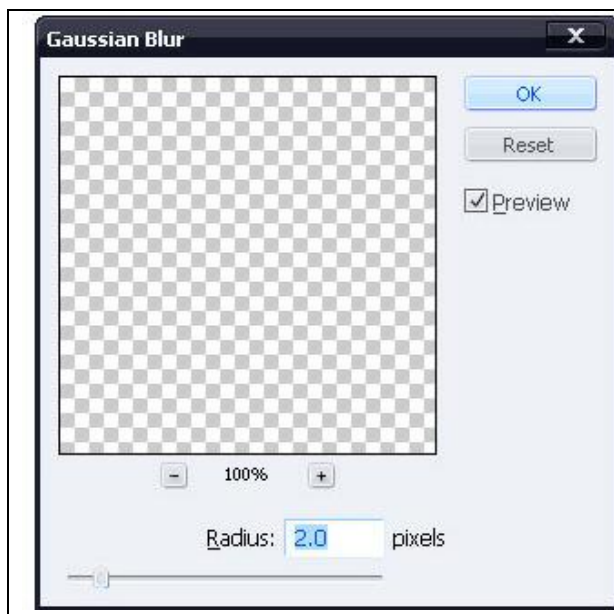 Gaussian Blur
X
OK
Reset
Preview
- 100% +
Radius: 2.0 pixels